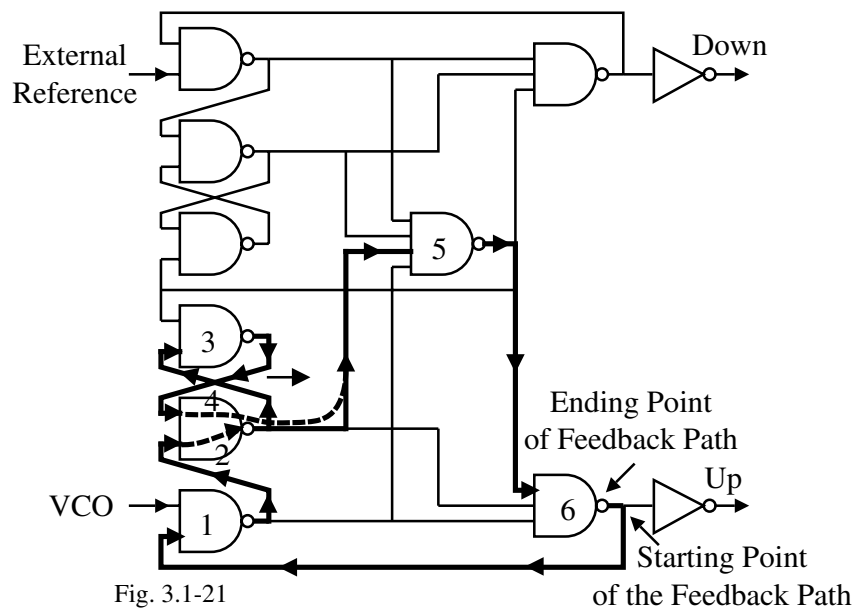 External
Reference
Down
5
3
4
2
Ending Point
of Feedback Path
VCO
1
6
Up
Starting Point
of the Feedback Path
Fig. 3.1-21